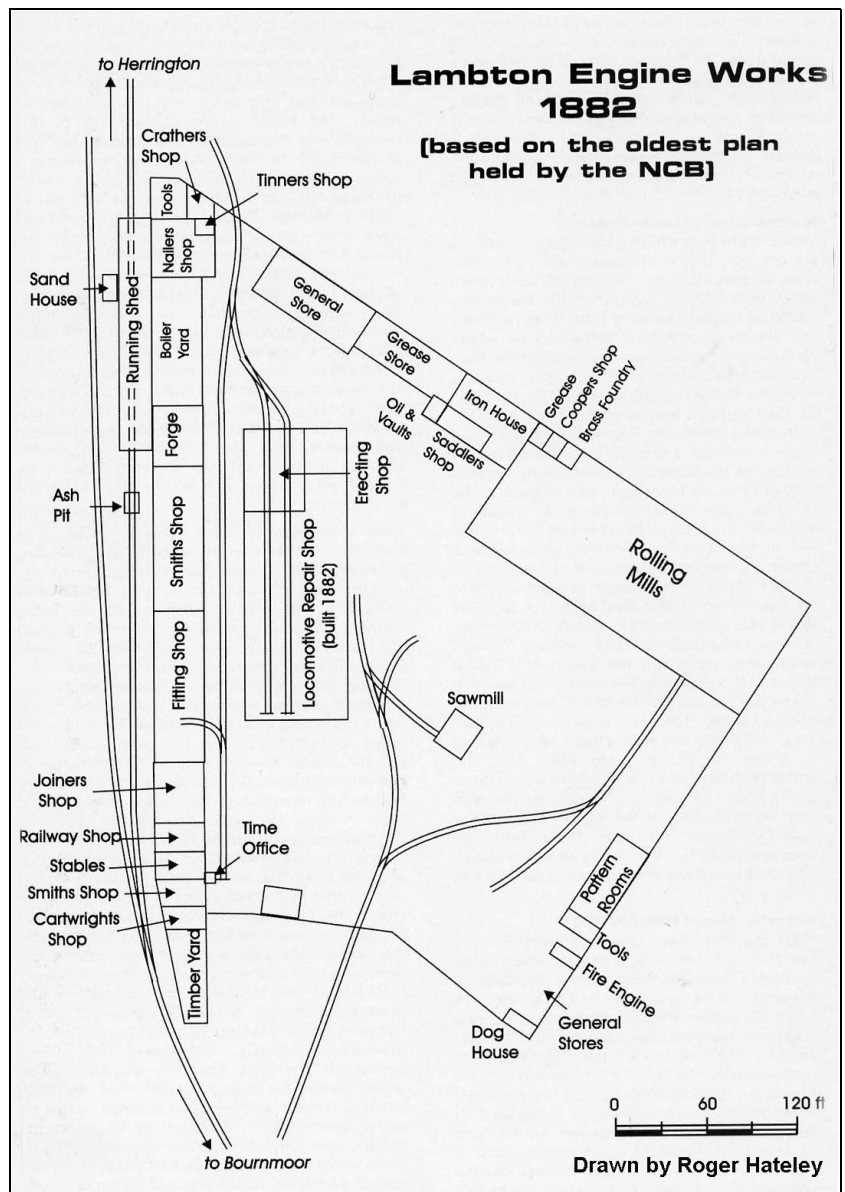 Lambton Engine Works
1882
(based on the oldest plan
held by the NCB)
to Herrington
Crathers
Shop
Tinners Shop
Tools
Nailers
Shop
Sand
House
Running Shed
Boiler
Yard
General
Store
Grease
Store
Iron House
Grease
Coopers Shop
Brass Foundry
Oil &
Vaults
Saddlers
Shop
Forge
Erecting
Shop
Ash
Pit
Smiths Shop
Rolling
Mills
Locomotive Repair Shop
(built 1882)
Fitting Shop
Sawmill
Joiners
Shop
Railway Shop
Time
Office
Stables
Smiths Shop
Cartwrights
Shop
Timber Yard
Pattern
Rooms
Tools
Fire Engine
General
Stores
Dog
House
0 60 120 ft
to Bournmoor
Drawn by Roger Hateley